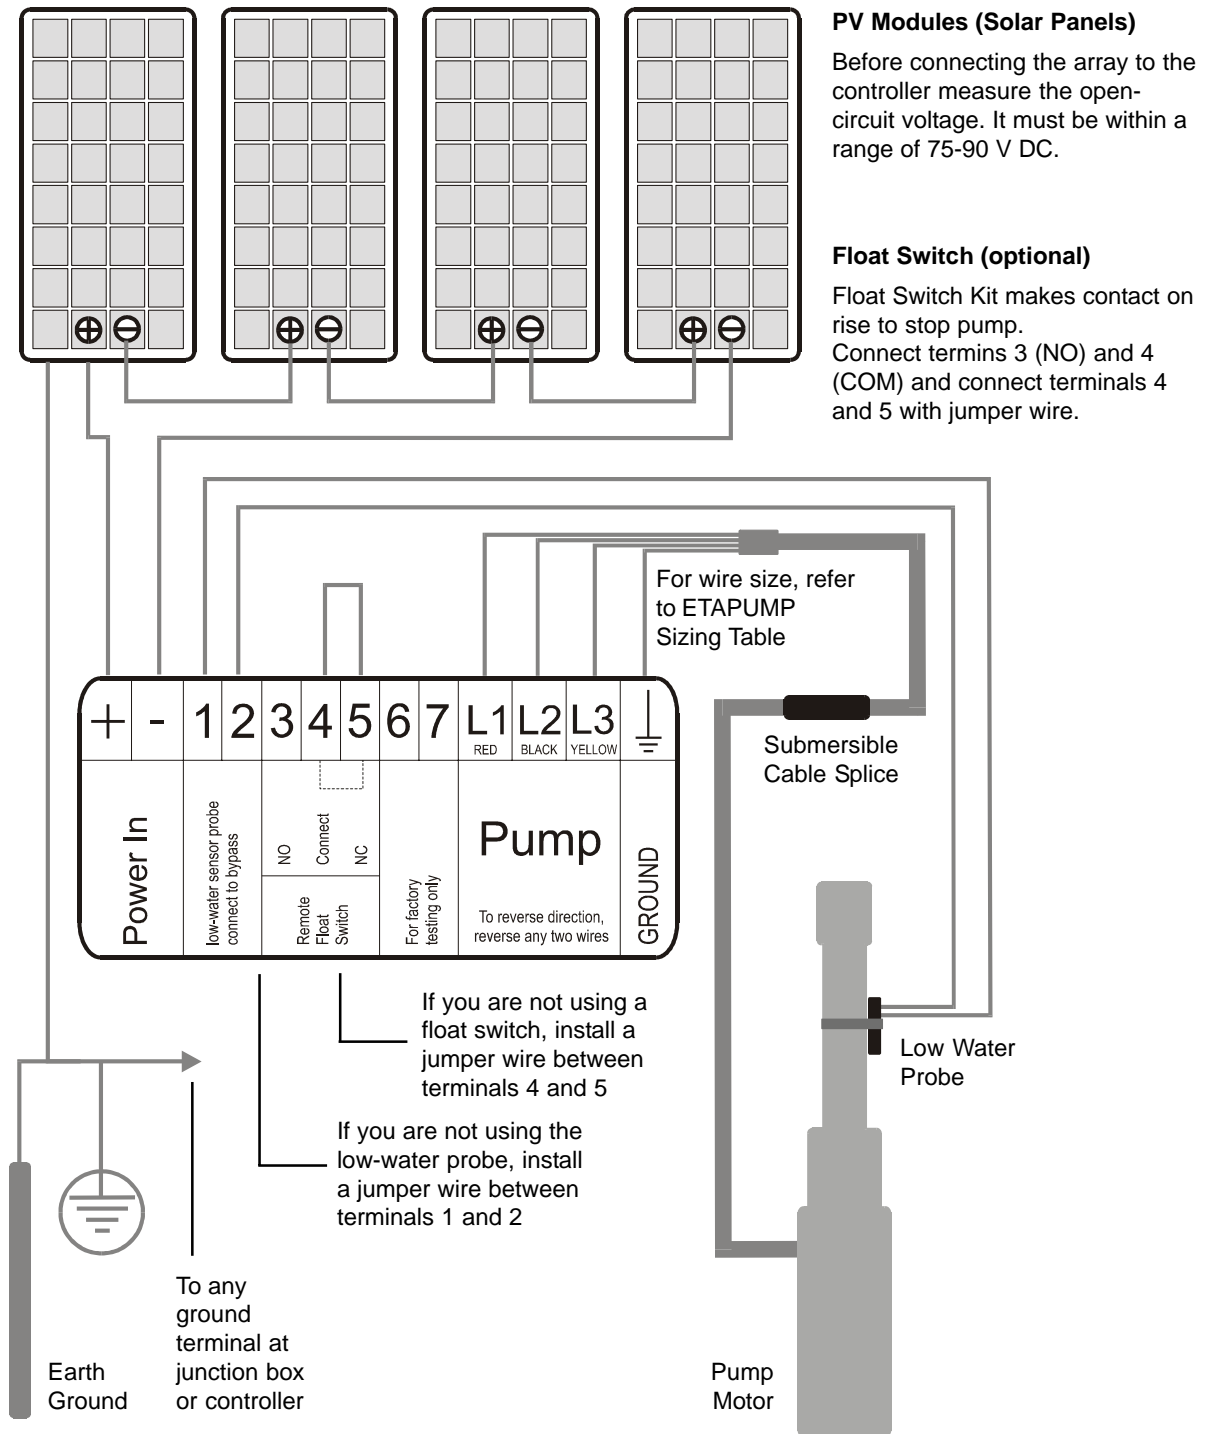 PV Modules (Solar Panels)
Before connecting the array to the
controller measure the open-
circuit voltage. It must be within a
range of 75-90 V DC.
Float Switch (optional)
Float Switch Kit makes contact on
rise to stop pump.
Connect termins 3 (NO) and 4
(COM) and connect terminals 4
and 5 with jumper wire.
For wire size, refer
to ETAPUMP
Sizing Table
+ - 1 2 3 4 5 6 7 L1 L2 L3
RED BLACK YELLOW
Submersible
Cable Splice
Power In
low-water sensor probe
connect to bypass
NO
Connect
NC
Remote
Float
Switch
For factory
testing only
Pump
To reverse direction,
reverse any two wires
GROUND
If you are not using a
float switch, install a
jumper wire between
terminals 4 and 5
If you are not using the
low-water probe, install
a jumper wire between
terminals 1 and 2
Low Water
Probe
To any
ground
terminal at
junction box
or controller
Earth
Ground
Pump
Motor